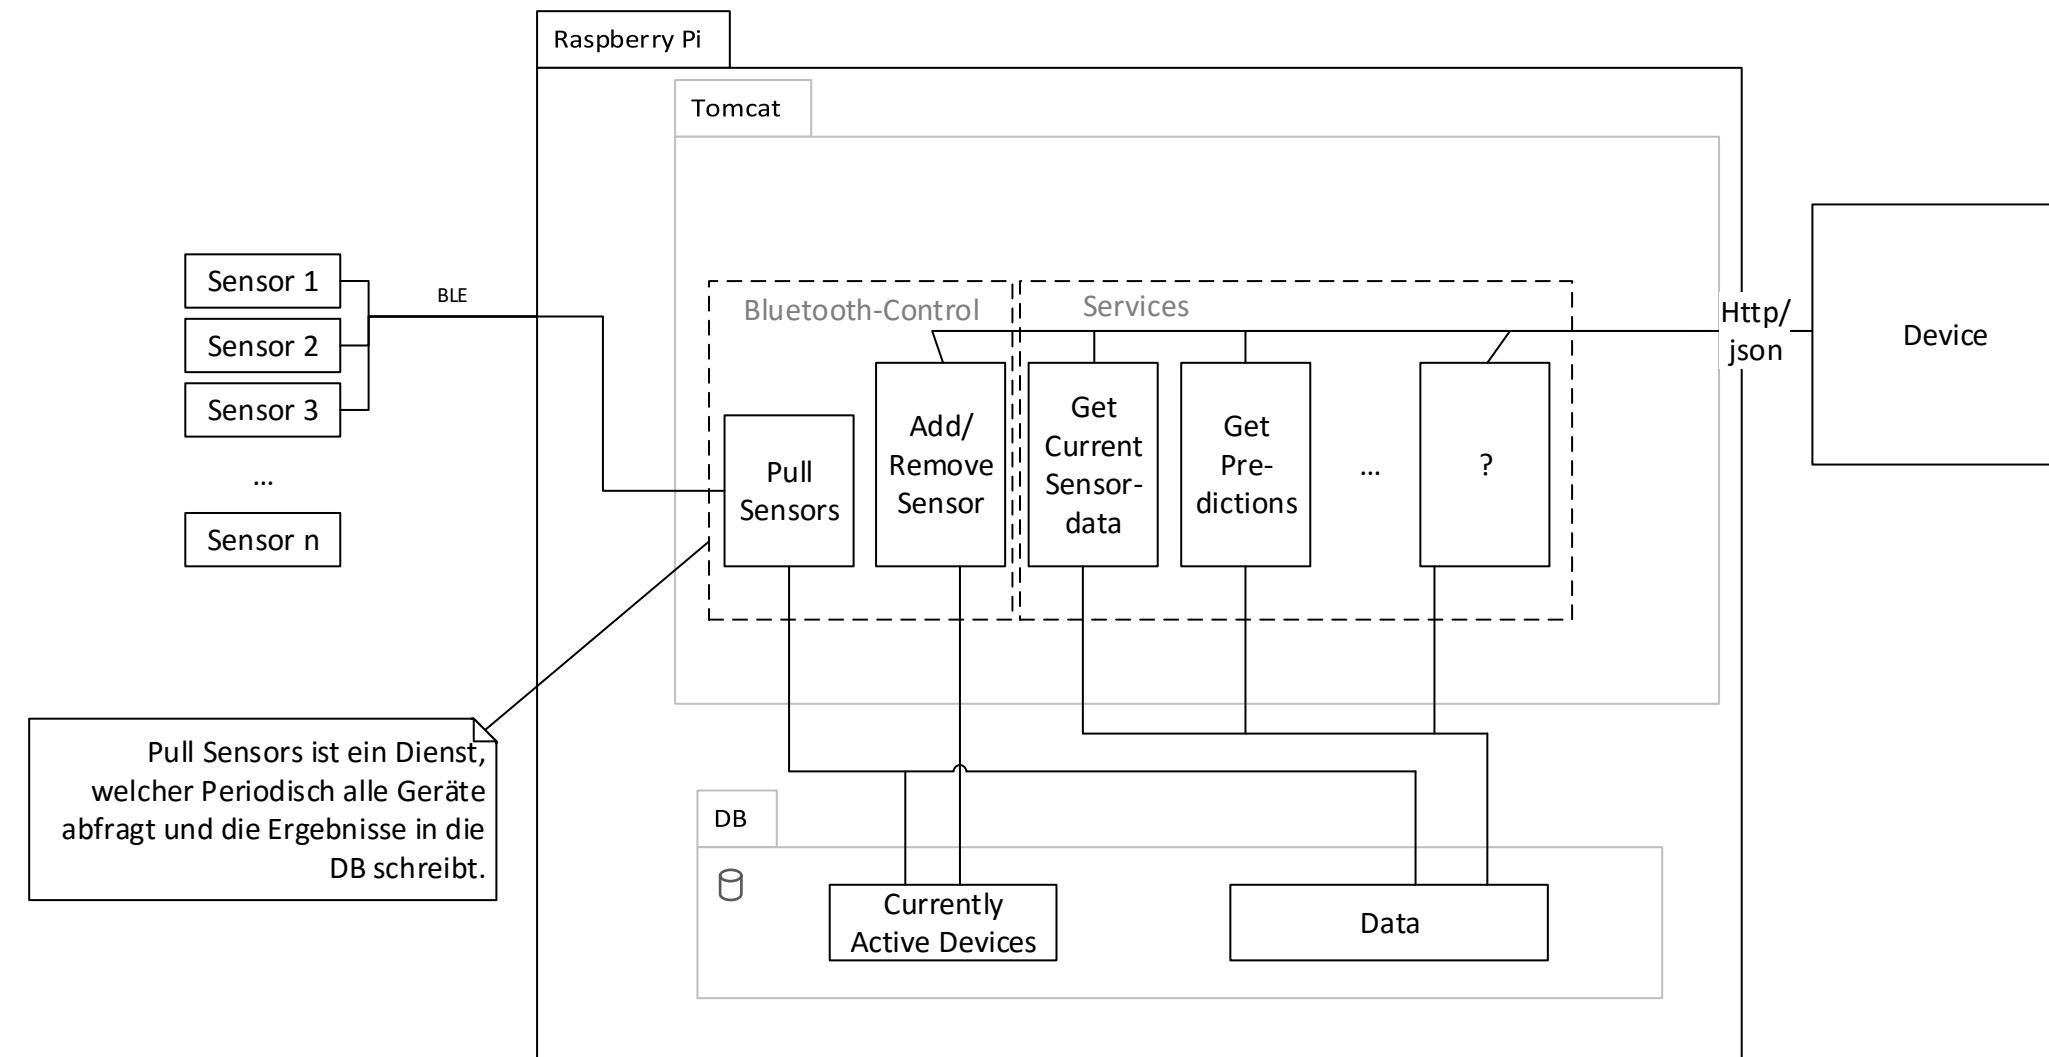 Raspberry Pi
Tomcat
Sensor 1
Sensor 2
Sensor 3
...
Sensor n
BLE
Bluetooth-Control
Services
Pull
Sensors
Add/
Remove
Sensor
Get
Current
Sensor-
data
Get
Pre-
dictions
...
?
Http/
json
Device
Pull Sensors ist ein Dienst,
welcher Periodisch alle Geräte
abfragt und die Ergebnisse in die
DB schreibt.
DB
Currently
Active Devices
Data